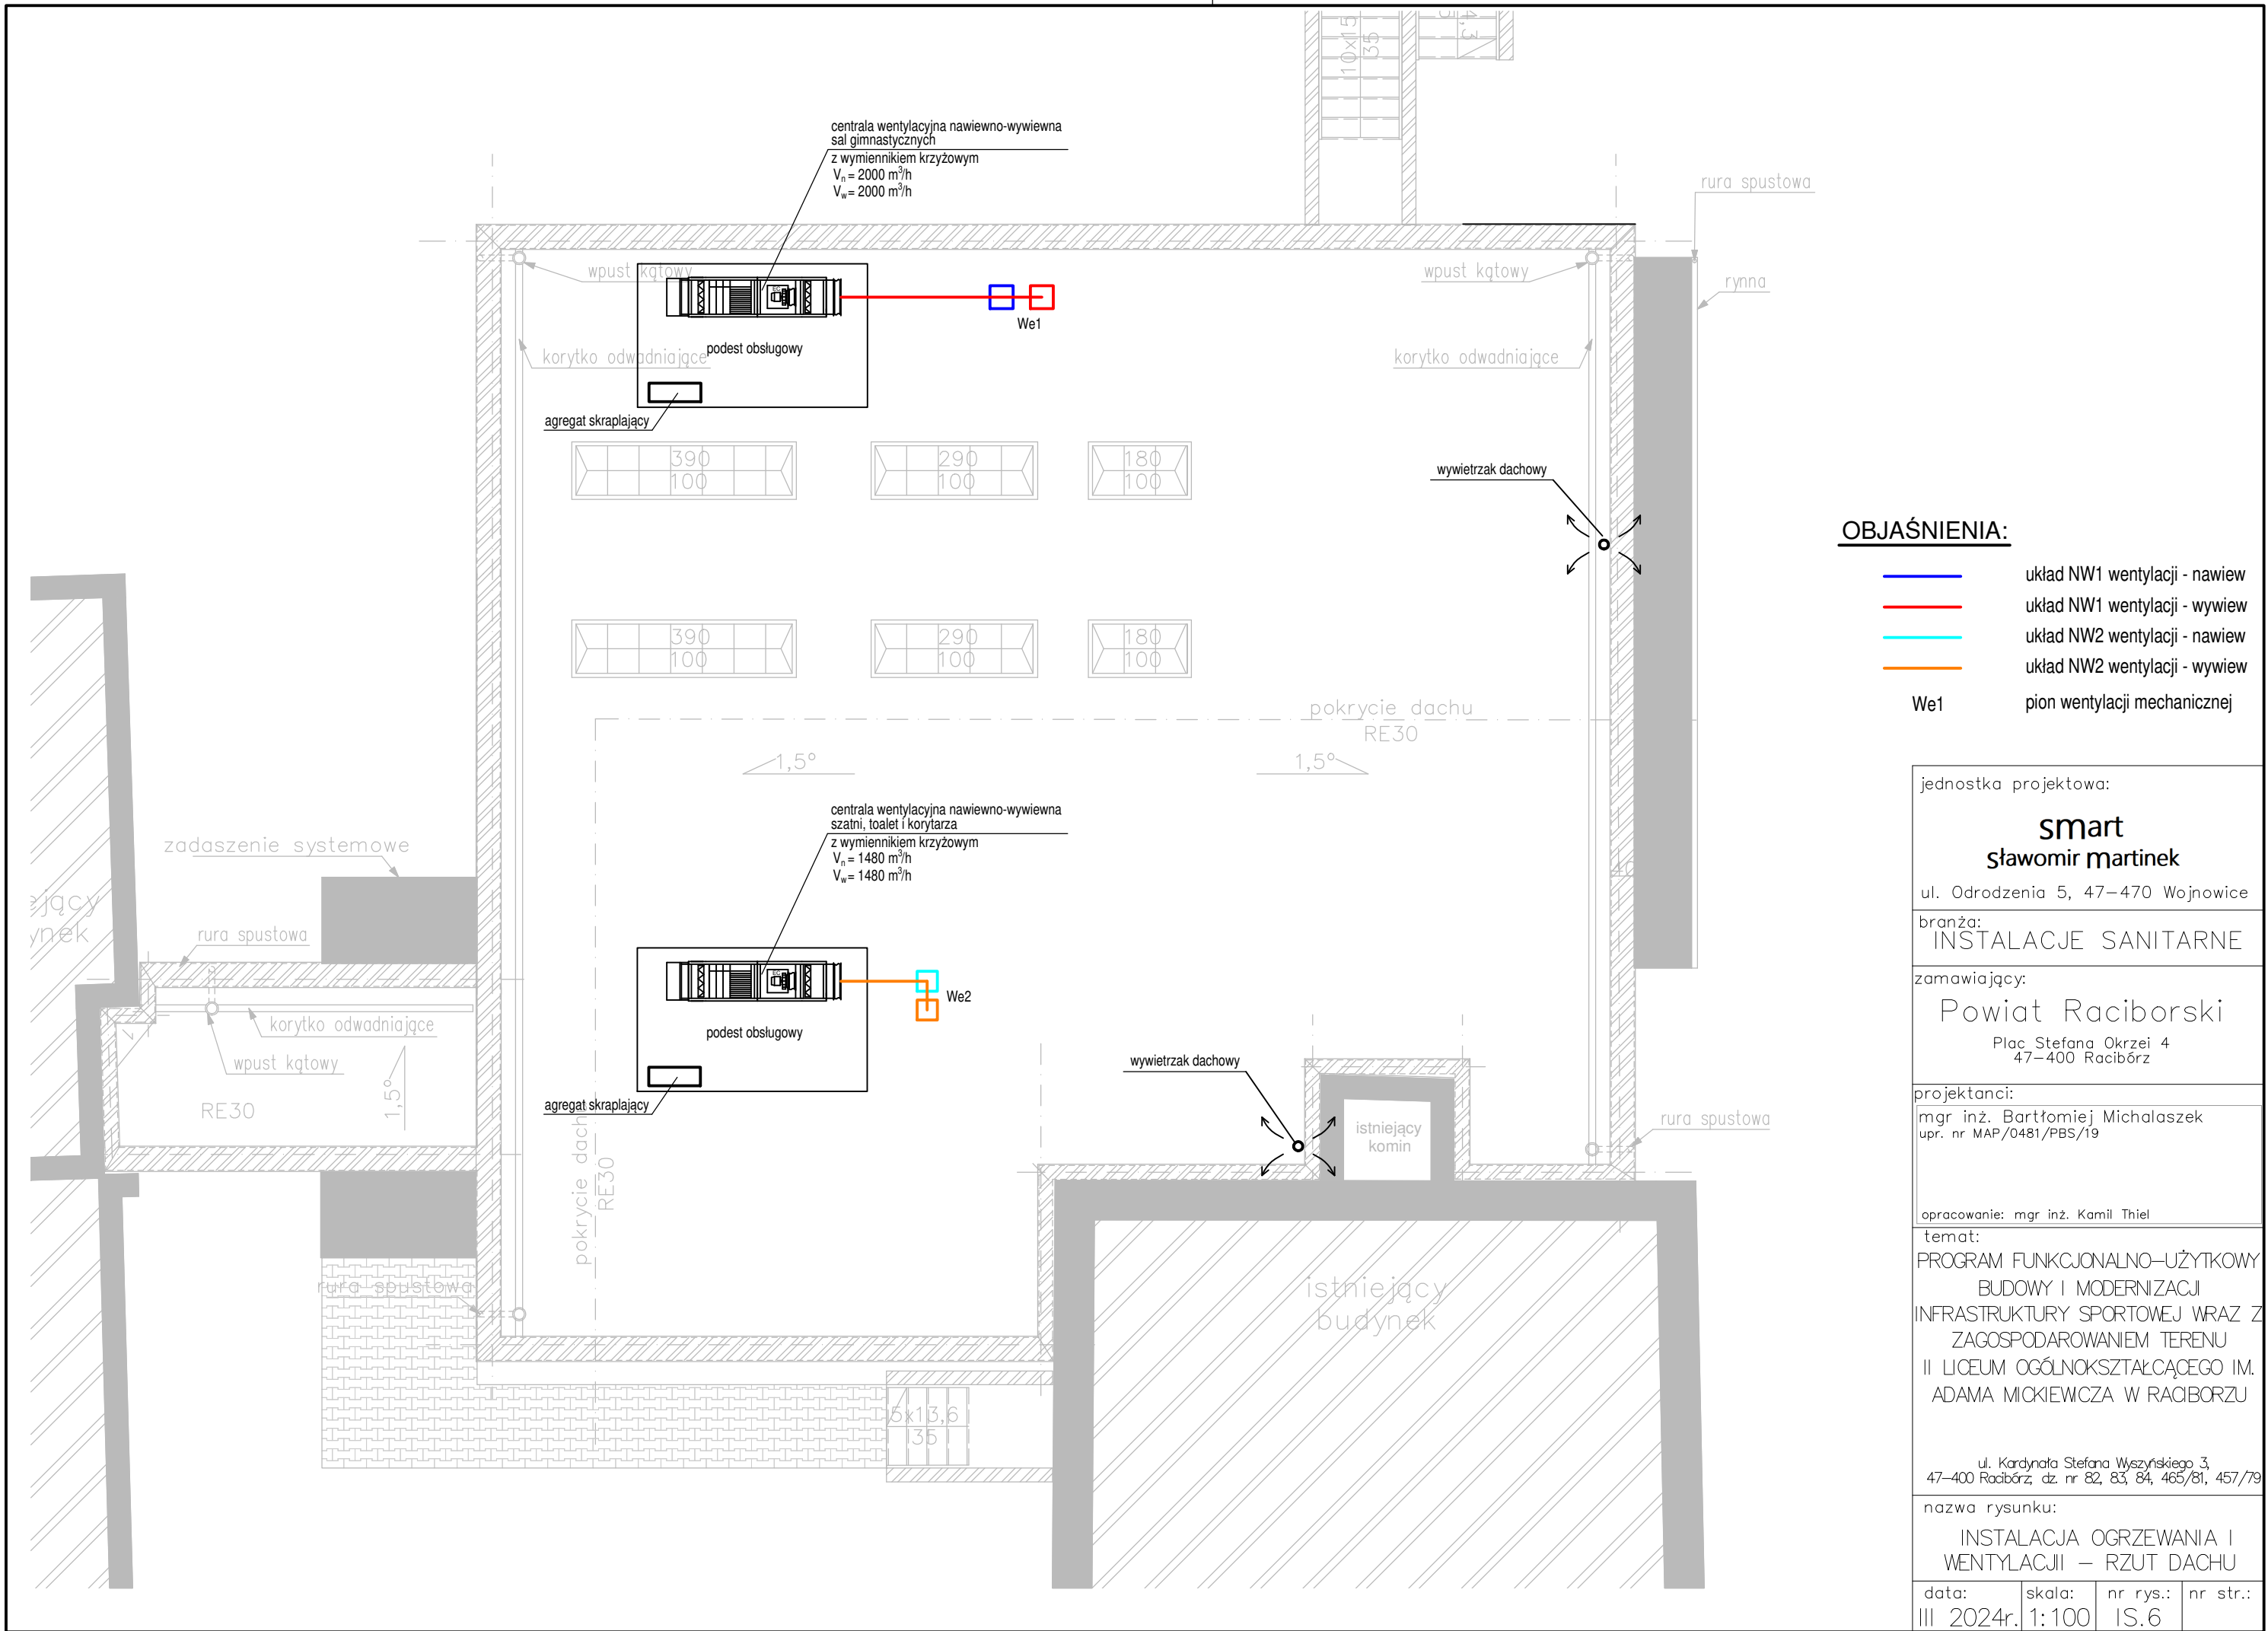 10x15
35
centrala wentylacyjna nawiewno-wywiewna
sal gimnastycznych
z wymiennikiem krzyżowym
Vn = 2000 m³/h
Vw = 2000 m³/h
rura spustowa
wpust kątowy
wpust kątowy
rynna
EC
We1
podest obsługowy
korytko odwadniające
korytko odwadniające
agregat skraplający
390
100
290
100
180
100
wywietrzak dachowy
390
100
290
100
180
100
pokrycie dachu
RE30
1,5°
1,5°
centrala wentylacyjna nawiewno-wywiewna
szatni, toalet i korytarza
z wymiennikiem krzyżowym
Vn = 1480 m³/h
Vw = 1480 m³/h
zadaszenie systemowe
ejący
ynek
rura spustowa
EC
We2
korytko odwadniające
podest obsługowy
wpust kątowy
wywietrzak dachowy
RE30
1,5°
agregat skraplający
pokrycie dachu
RE30
istniejący
komin
rura spustowa
rura spustowa
istniejący
budynek
5x13,6
35
OBJAŚNIENIA:
układ NW1 wentylacji - nawiew
układ NW1 wentylacji - wywiew
układ NW2 wentylacji - nawiew
układ NW2 wentylacji - wywiew
We1 pion wentylacji mechanicznej
jednostka projektowa:
smart
sławomir martinek
ul. Odrodzenia 5, 47-470 Wojnowice
branża:
INSTALACJE SANITARNE
zamawiający:
Powiat Raciborski
Plac Stefana Okrzei 4
47-400 Racibórz
projektanci:
mgr inż. Bartłomiej Michalaszek
upr. nr MAP/0481/PBS/19
opracowanie: mgr inż. Kamil Thiel
temat:
PROGRAM FUNKCJONALNO-UŻYTKOWY
BUDOWY I MODERNIZACJI
INFRASTRUKTURY SPORTOWEJ WRAZ Z
ZAGOSPODAROWANIEM TERENU
II LICEUM OGÓLNOKSZTAŁCĄCEGO IM.
ADAMA MICKIEWICZA W RACIBORZU
ul. Kardynała Stefana Wyszyńskiego 3,
47-400 Racibórz, dz. nr 82, 83, 84, 465/81, 457/79
nazwa rysunku:
INSTALACJA OGRZEWANIA I
WENTYLACJII - RZUT DACHU
data: skala: nr rys.: nr str.:
III 2024r. 1:100 IS.6